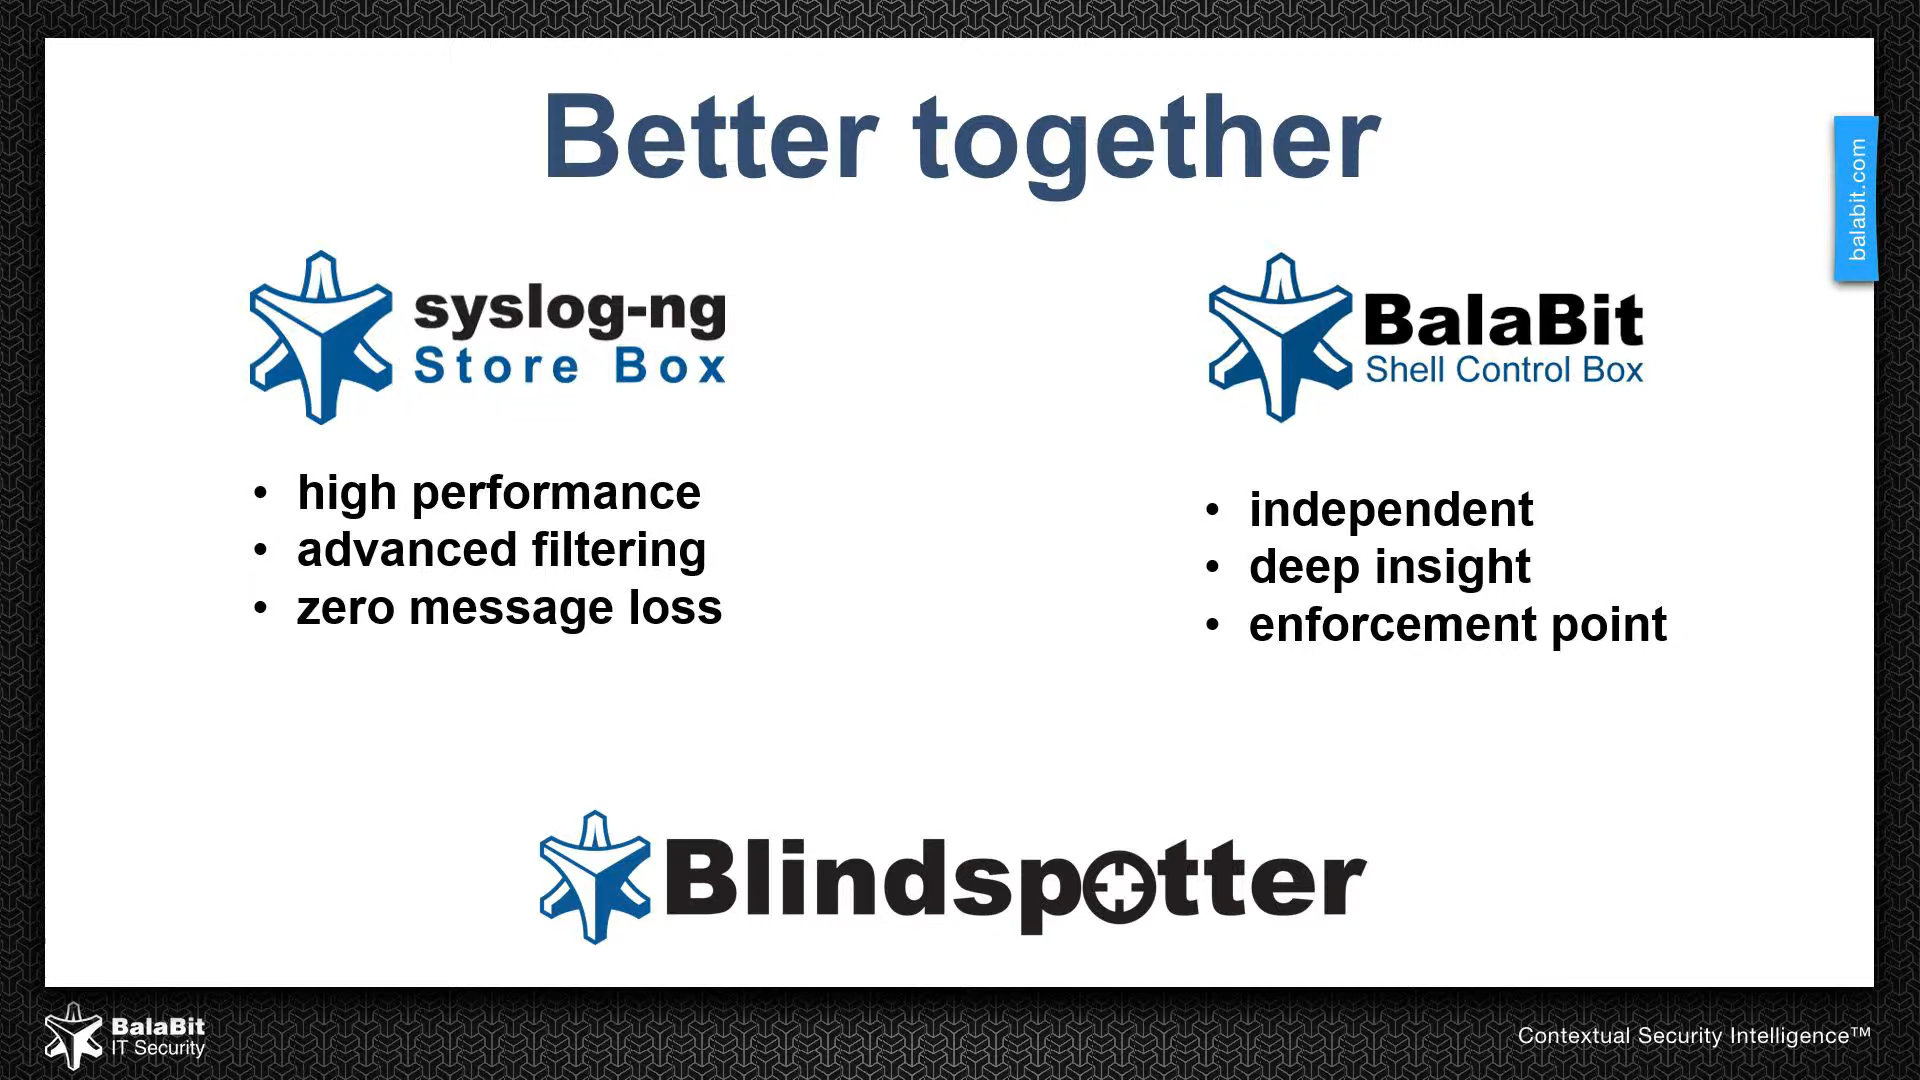 Better together
balabit.com
syslog-ng
Store Box
• high performance
• advanced filtering
• zero message loss
BalaBit
Shell Control Box
• independent
• deep insight
• enforcement point
Blindspotter
BalaBit
IT Security
Contextual Security Intelligence™